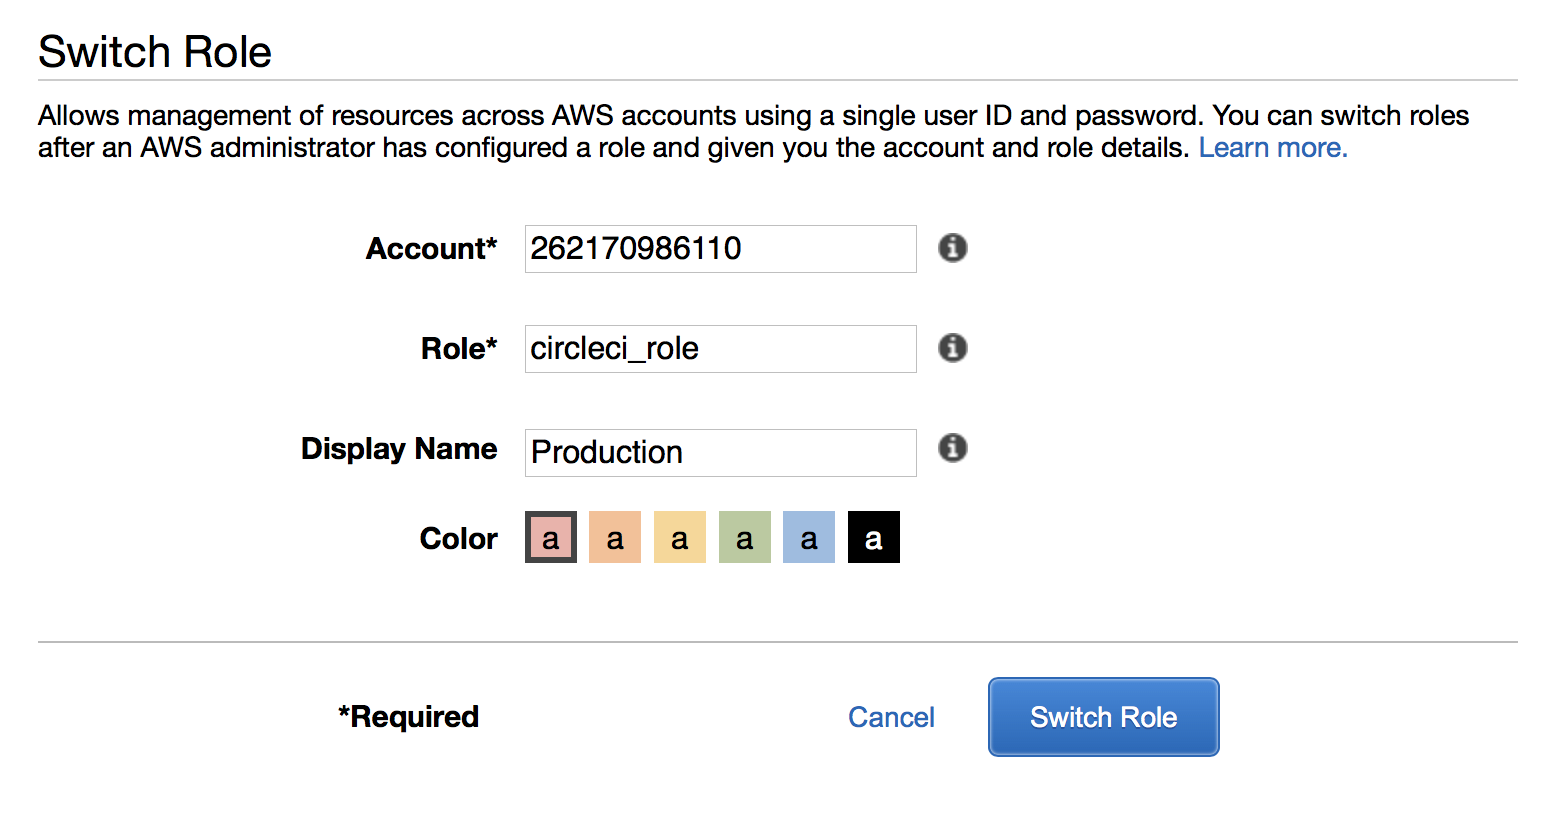 Switch Role
Allows management of resources across AWS accounts using a single user ID and password. You can switch roles
after an AWS administrator has configured a role and given you the account and role details. Learn more.
Account* 262170986110 i
Role* circleci_role i
Display Name Production i
Color a a a a a a
*Required Cancel Switch Role